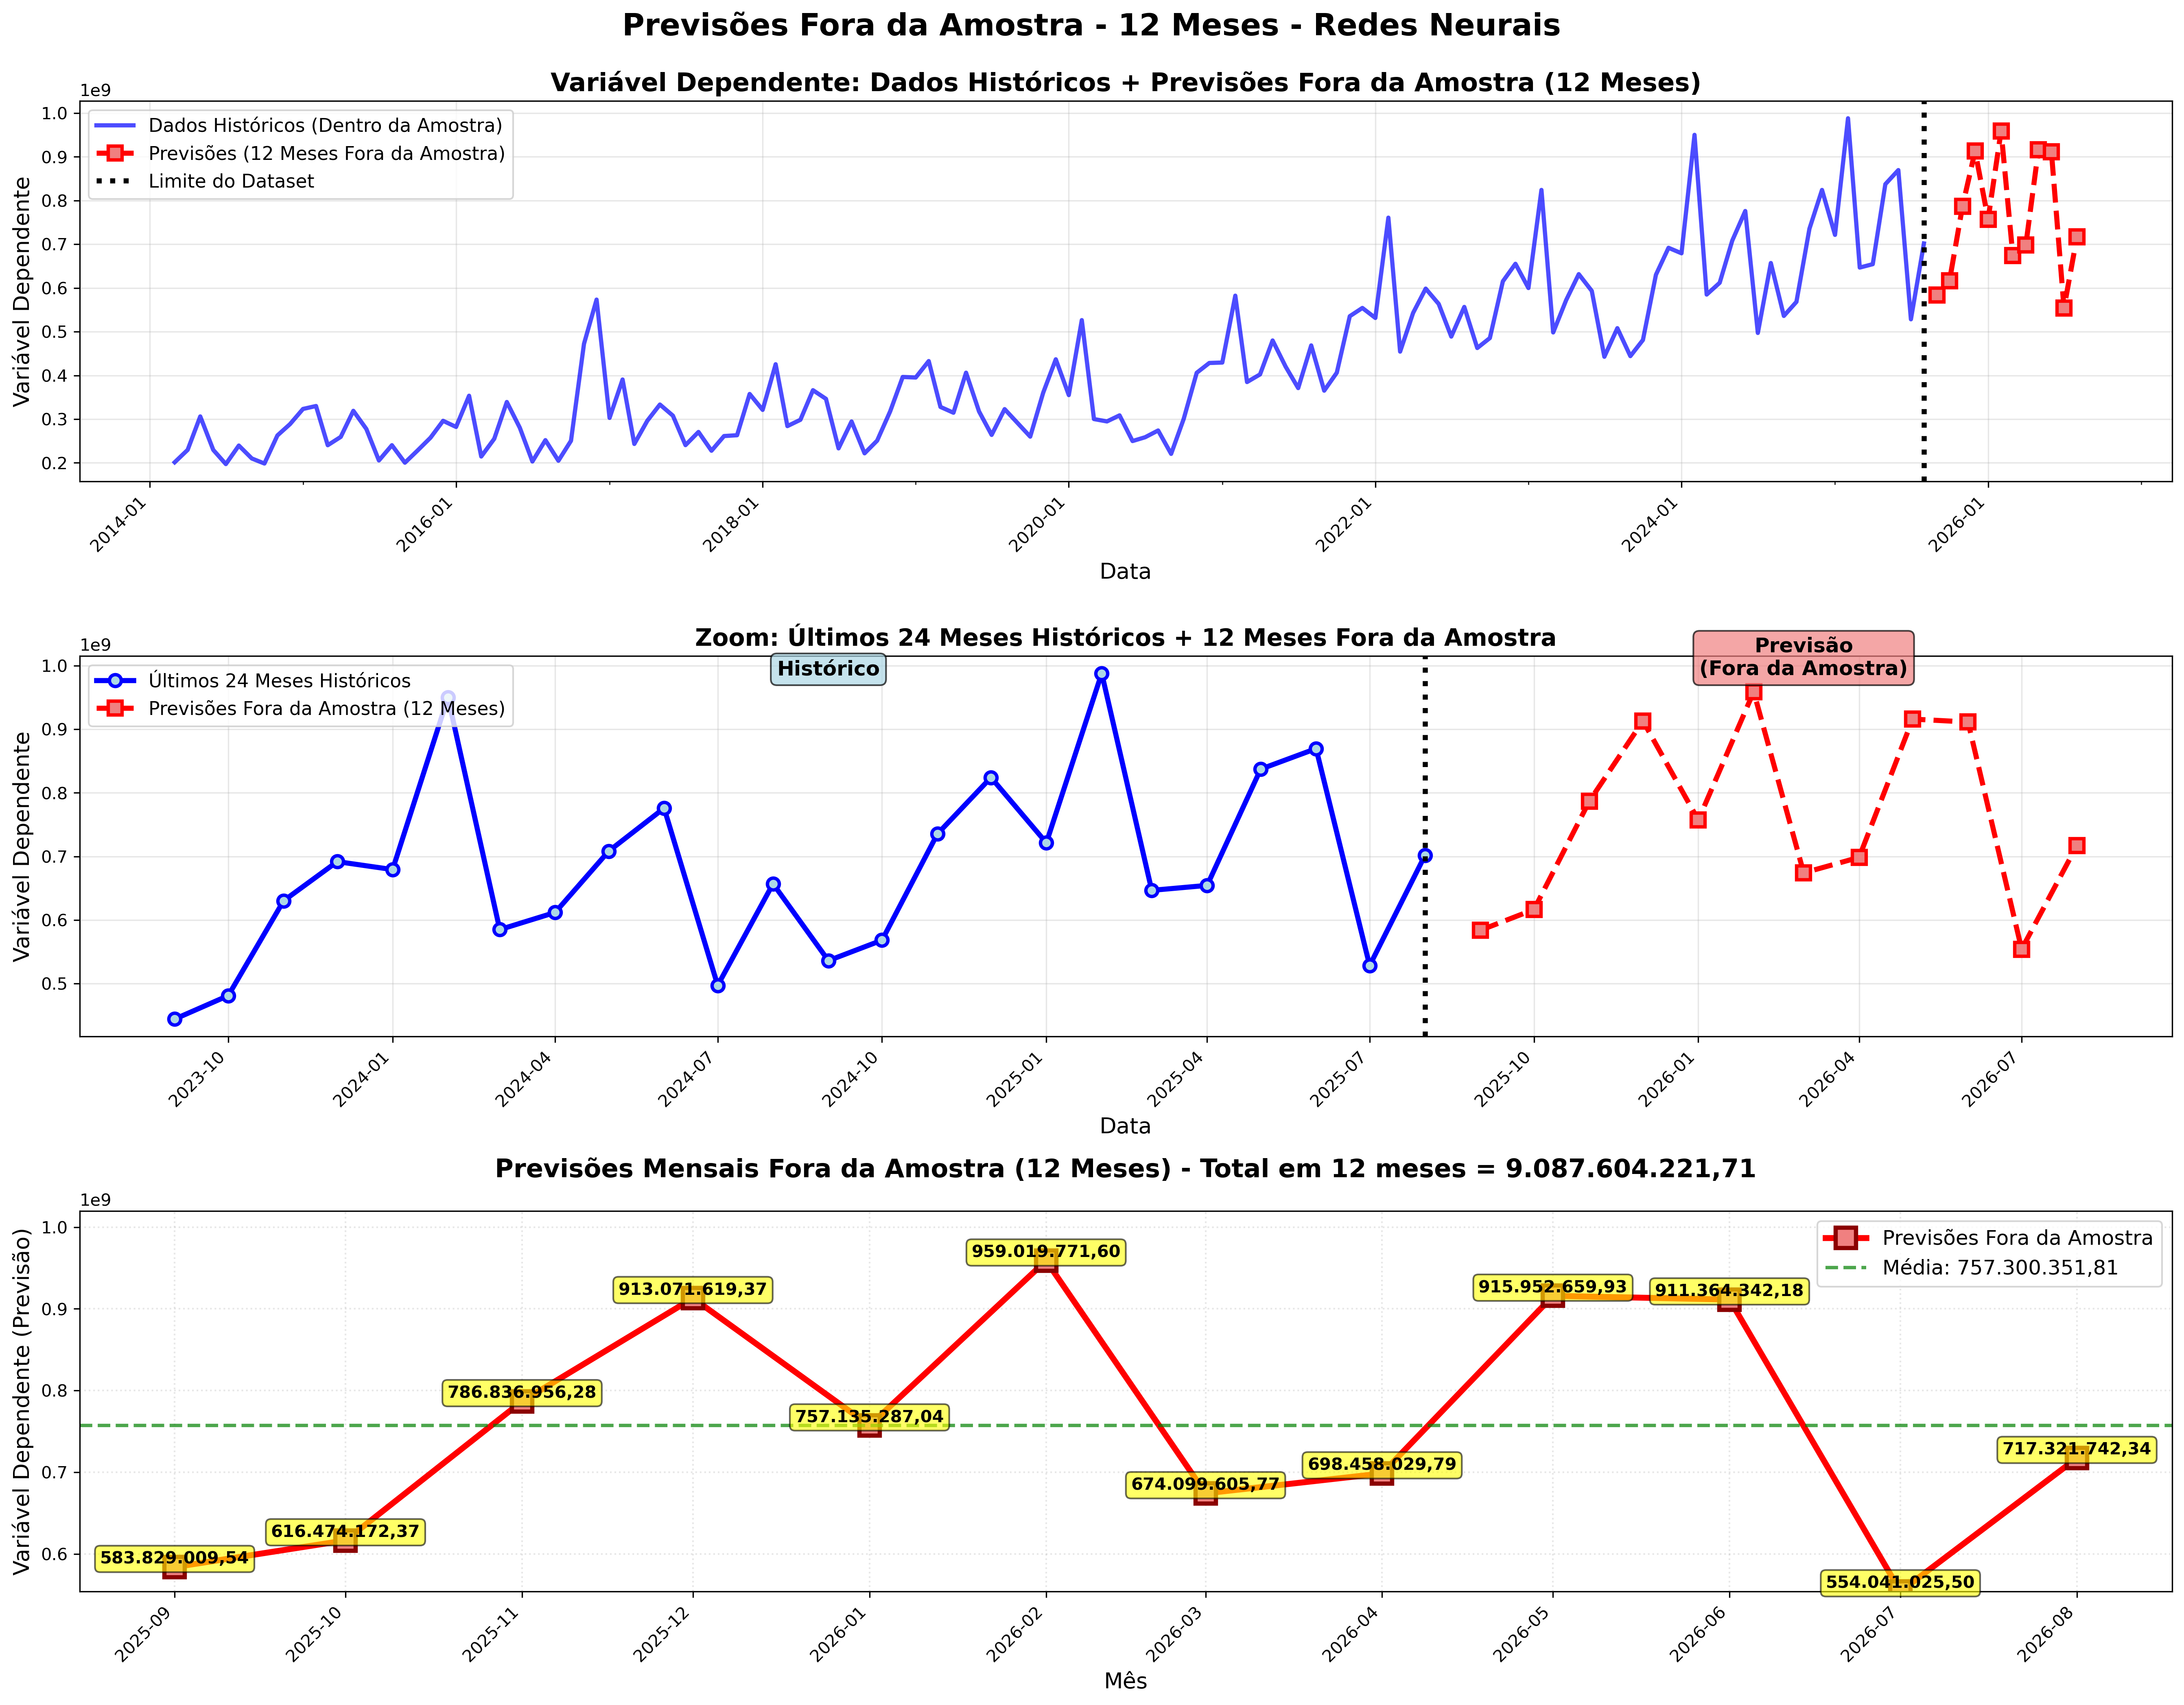 Previsões Fora da Amostra - 12 Meses - Redes Neurais
Variável Dependente: Dados Históricos + Previsões Fora da Amostra (12 Meses)
1e9
Dados Históricos (Dentro da Amostra)
Previsões (12 Meses Fora da Amostra)
Limite do Dataset
Variável Dependente
1.0
0.9
0.8
0.7
0.6
0.5
0.4
0.3
0.2
2014-01
2016-01
2018-01
2020-01
2022-01
2024-01
2026-01
Data
Zoom: Últimos 24 Meses Históricos + 12 Meses Fora da Amostra
1e9
Últimos 24 Meses Históricos
Previsões Fora da Amostra (12 Meses)
Histórico
Previsão
(Fora da Amostra)
Variável Dependente
1.0
0.9
0.8
0.7
0.6
0.5
2023-10
2024-01
2024-04
2024-07
2024-10
2025-01
2025-04
2025-07
2025-10
2026-01
2026-04
2026-07
Data
Previsões Mensais Fora da Amostra (12 Meses) - Total em 12 meses = 9.087.604.221,71
1e9
Previsões Fora da Amostra
Média: 757.300.351,81
Variável Dependente (Previsão)
1.0
0.9
0.8
0.7
0.6
583.829.009,54
616.474.172,37
786.836.956,28
913.071.619,37
757.135.287,04
959.019.771,60
674.099.605,77
698.458.029,79
915.952.659,93
911.364.342,18
554.041.025,50
717.321.742,34
2025-09
2025-10
2025-11
2025-12
2026-01
2026-02
2026-03
2026-04
2026-05
2026-06
2026-07
2026-08
Mês